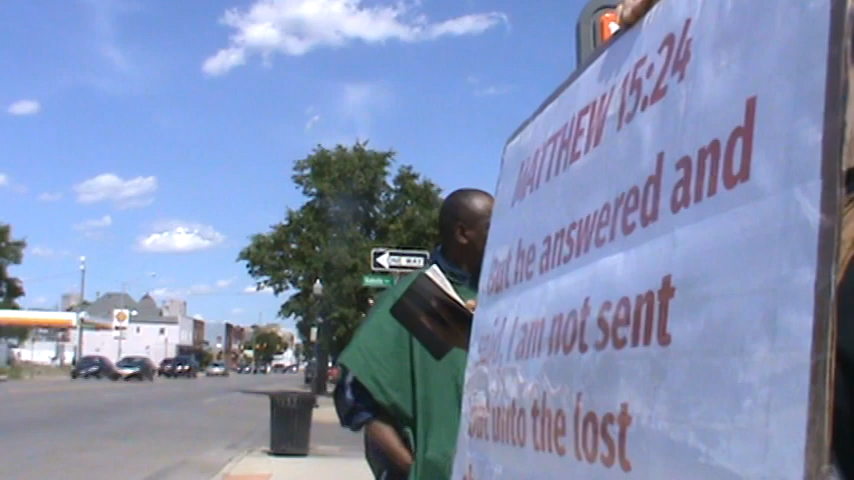 MATTHEW 15:24
But he answered and
said, I am not sent
but unto the lost
ONE WAY